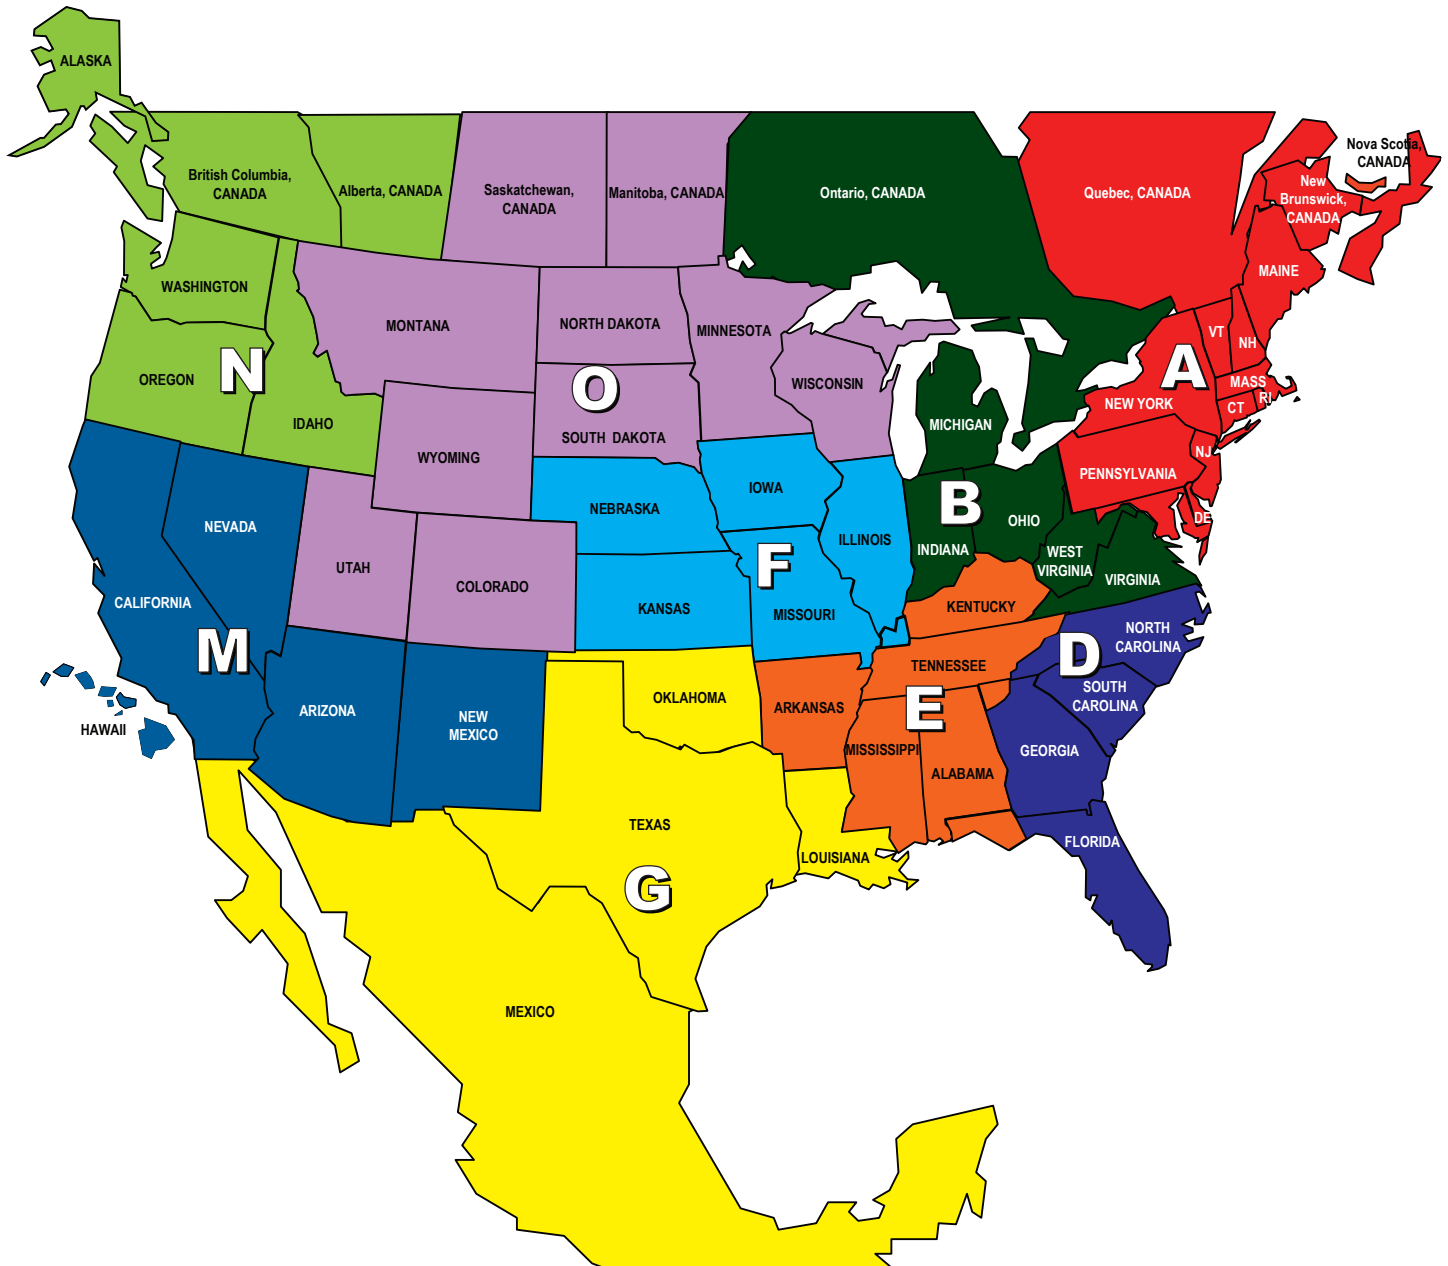 ALASKA
British Columbia,
CANADA
Alberta, CANADA
Saskatchewan,
CANADA
Manitoba, CANADA
Ontario, CANADA
Quebec, CANADA
Nova Scotia,
CANADA
New
Brunswick,
CANADA
MAINE
WASHINGTON
MONTANA
NORTH DAKOTA
MINNESOTA
VT
NH
OREGON
N
O
WISCONSIN
A
MASS
RI
CT
NEW YORK
IDAHO
SOUTH DAKOTA
MICHIGAN
WYOMING
NJ
PENNSYLVANIA
IOWA
NEBRASKA
B
OHIO
DE
NEVADA
ILLINOIS
INDIANA
WEST
VIRGINIA
VIRGINIA
UTAH
COLORADO
F
CALIFORNIA
KANSAS
MISSOURI
KENTUCKY
NORTH
CAROLINA
M
D
TENNESSEE
SOUTH
CAROLINA
OKLAHOMA
ARKANSAS
E
ARIZONA
NEW
MEXICO
HAWAII
MISSISSIPPI
GEORGIA
ALABAMA
TEXAS
FLORIDA
LOUISIANA
G
MEXICO